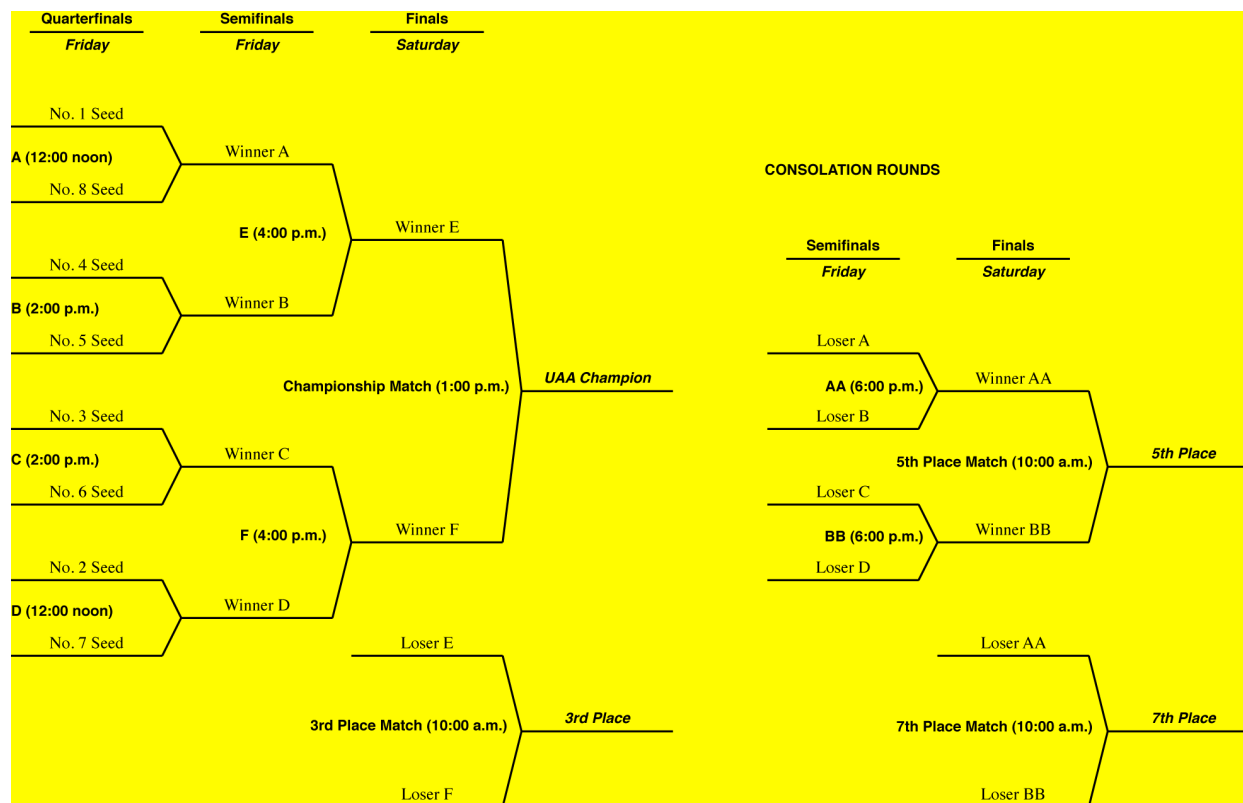 Quarterfinals Semifinals Finals
Friday Friday Saturday
No. 1 Seed
Winner A
A (12:00 noon)
No. 8 Seed
E (4:00 p.m.)
Winner E
No. 4 Seed
Winner B
B (2:00 p.m.)
No. 5 Seed
Championship Match (1:00 p.m.)
UAA Champion
No. 3 Seed
Winner C
C (2:00 p.m.)
No. 6 Seed
F (4:00 p.m.)
Winner F
No. 2 Seed
Winner D
D (12:00 noon)
No. 7 Seed
Loser E
3rd Place Match (10:00 a.m.)
3rd Place
Loser F
CONSOLATION ROUNDS
Semifinals Finals
Friday Saturday
Loser A
AA (6:00 p.m.)
Winner AA
Loser B
5th Place Match (10:00 a.m.)
5th Place
Loser C
BB (6:00 p.m.)
Winner BB
Loser D
Loser AA
7th Place Match (10:00 a.m.)
7th Place
Loser BB